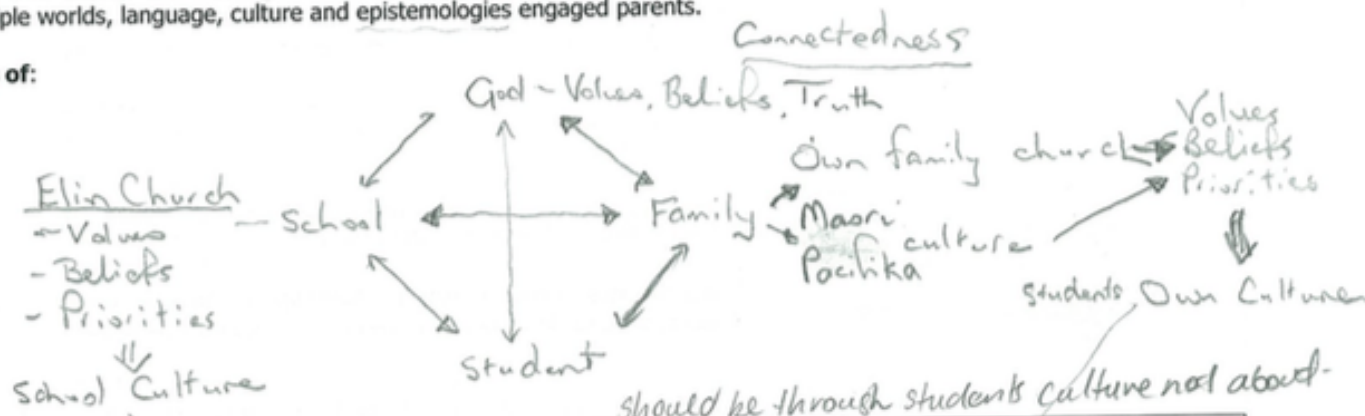 ple worlds, language, culture and epistemologies engaged parents.
Connectedness
of:
God - Values, Beliefs, Truth
Own family church
Values
Beliefs
Priorities
Elim Church
- Values
- Beliefs
- Priorities
School
Family
Maori
Pacifika
culture
Students Own Culture
Student
School Culture
should be through students culture not about